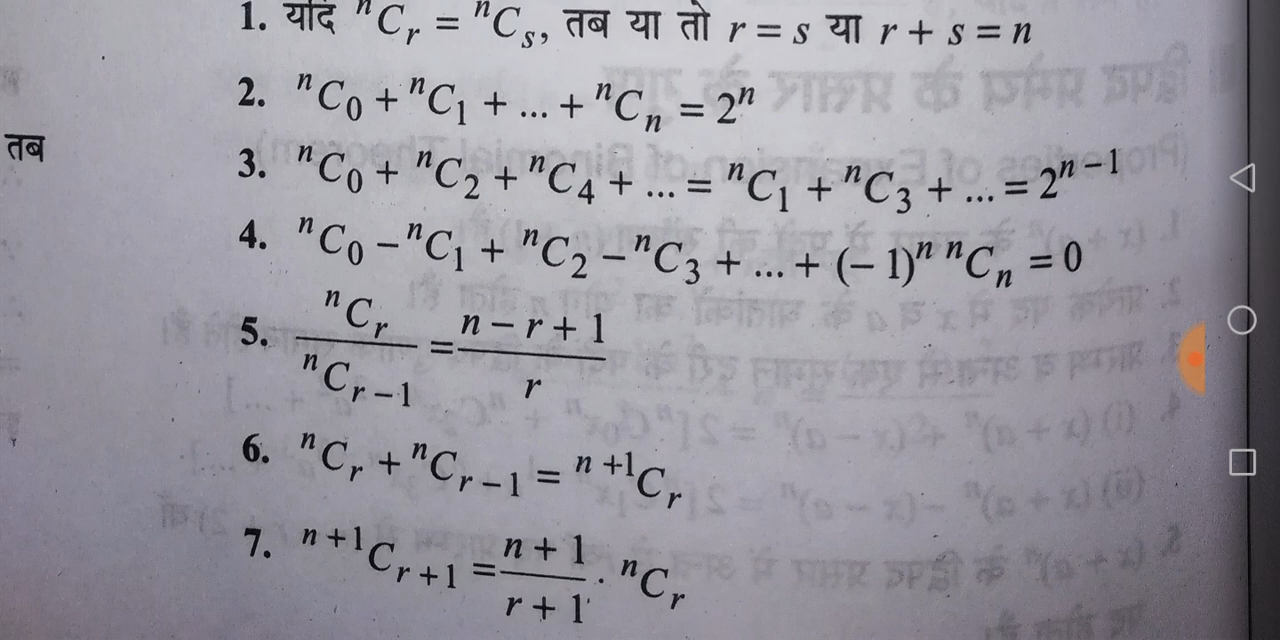 1. यदि ⁿCᵣ = ⁿCₛ, तब या तो r = s या r + s = n
2. ⁿC₀ + ⁿC₁ + ... + ⁿCₙ = 2ⁿ
तब
3. ⁿC₀ + ⁿC₂ + ⁿC₄ + ... = ⁿC₁ + ⁿC₃ + ... = 2ⁿ⁻¹
4. ⁿC₀ – ⁿC₁ + ⁿC₂ – ⁿC₃ + ... + (– 1)ⁿ ⁿCₙ = 0
5. ⁿCᵣ / ⁿCᵣ₋₁ = n – r + 1 / r
6. ⁿCᵣ + ⁿCᵣ₋₁ = ⁿ⁺¹Cᵣ
7. ⁿ⁺¹Cᵣ₊₁ = n + 1 / r + 1 · ⁿCᵣ